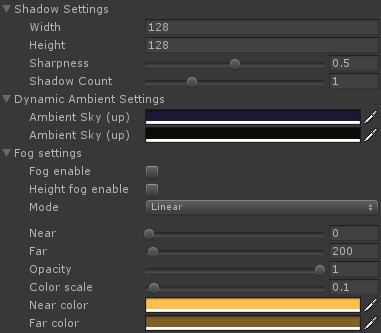 Shadow Settings
Width 128
Height 128
Sharpness 0.5
Shadow Count 1
Dynamic Ambient Settings
Ambient Sky (up)
Ambient Sky (up)
Fog settings
Fog enable
Height fog enable
Mode Linear
Near 0
Far 200
Opacity 1
Color scale 0.1
Near color
Far color